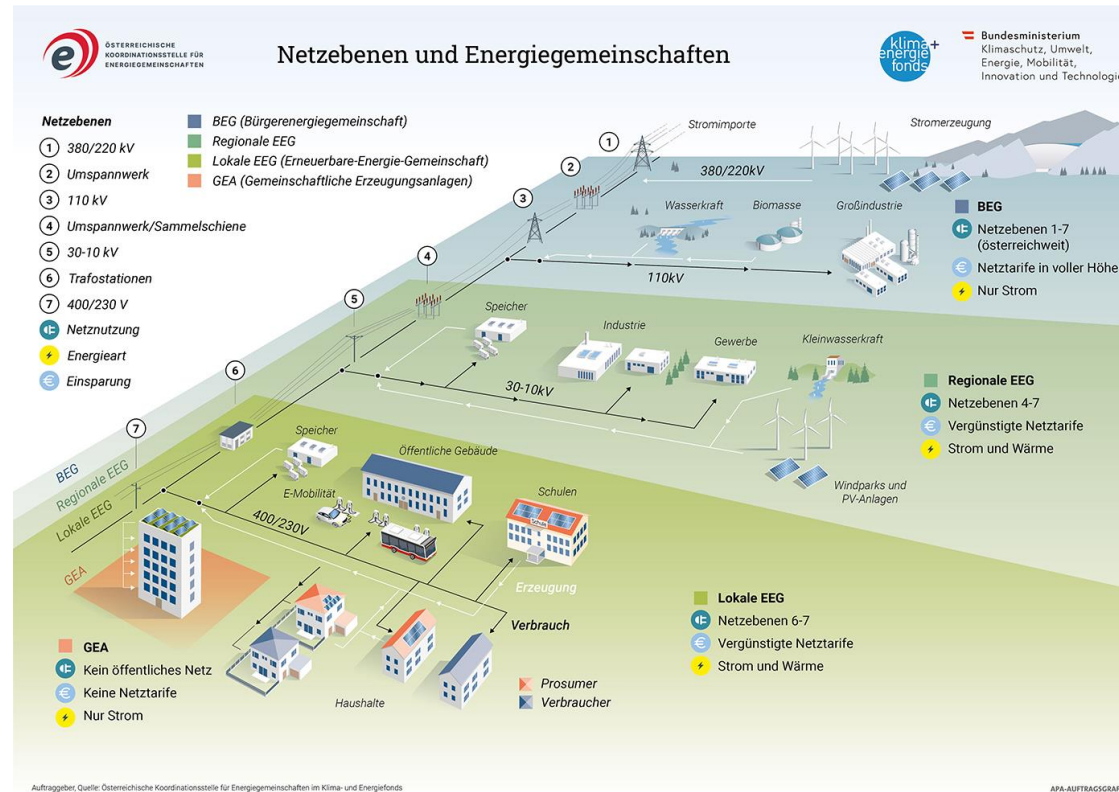 ÖSTERREICHISCHE
KOORDINATIONSSTELLE FÜR
ENERGIEGEMEINSCHAFTEN
Netzebenen und Energiegemeinschaften
klima+
energie
fonds
Bundesministerium
Klimaschutz, Umwelt,
Energie, Mobilität,
Innovation und Technologie
Netzebenen
1 380/220 kV
2 Umspannwerk
3 110 kV
4 Umspannwerk/Sammelschiene
5 30-10 kV
6 Trafostationen
7 400/230 V
Netznutzung
Energieart
€ Einsparung
BEG (Bürgerenergiegemeinschaft)
Regionale EEG
Lokale EEG (Erneuerbare-Energie-Gemeinschaft)
GEA (Gemeinschaftliche Erzeugungsanlagen)
1
Stromimporte
Stromerzeugung
2
380/220kV
3
Wasserkraft
Biomasse
Großindustrie
110kV
BEG
Netzebenen 1-7
(österreichweit)
€ Netztarife in voller Höhe
Nur Strom
4
5
Speicher
Industrie
Gewerbe
Kleinwasserkraft
30-10kV
Windparks und
PV-Anlagen
Regionale EEG
Netzebenen 4-7
€ Vergünstigte Netztarife
Strom und Wärme
6
7
BEG
Regionale EEG
Lokale EEG
GEA
Speicher
Öffentliche Gebäude
E-Mobilität
Schulen
Schule
400/230V
Erzeugung
Verbrauch
Haushalte
Prosumer
Verbraucher
Lokale EEG
Netzebenen 6-7
€ Vergünstigte Netztarife
Strom und Wärme
GEA
Kein öffentliches Netz
€ Keine Netztarife
Nur Strom
Auftraggeber, Quelle: Österreichische Koordinationsstelle für Energiegemeinschaften im Klima- und Energiefonds